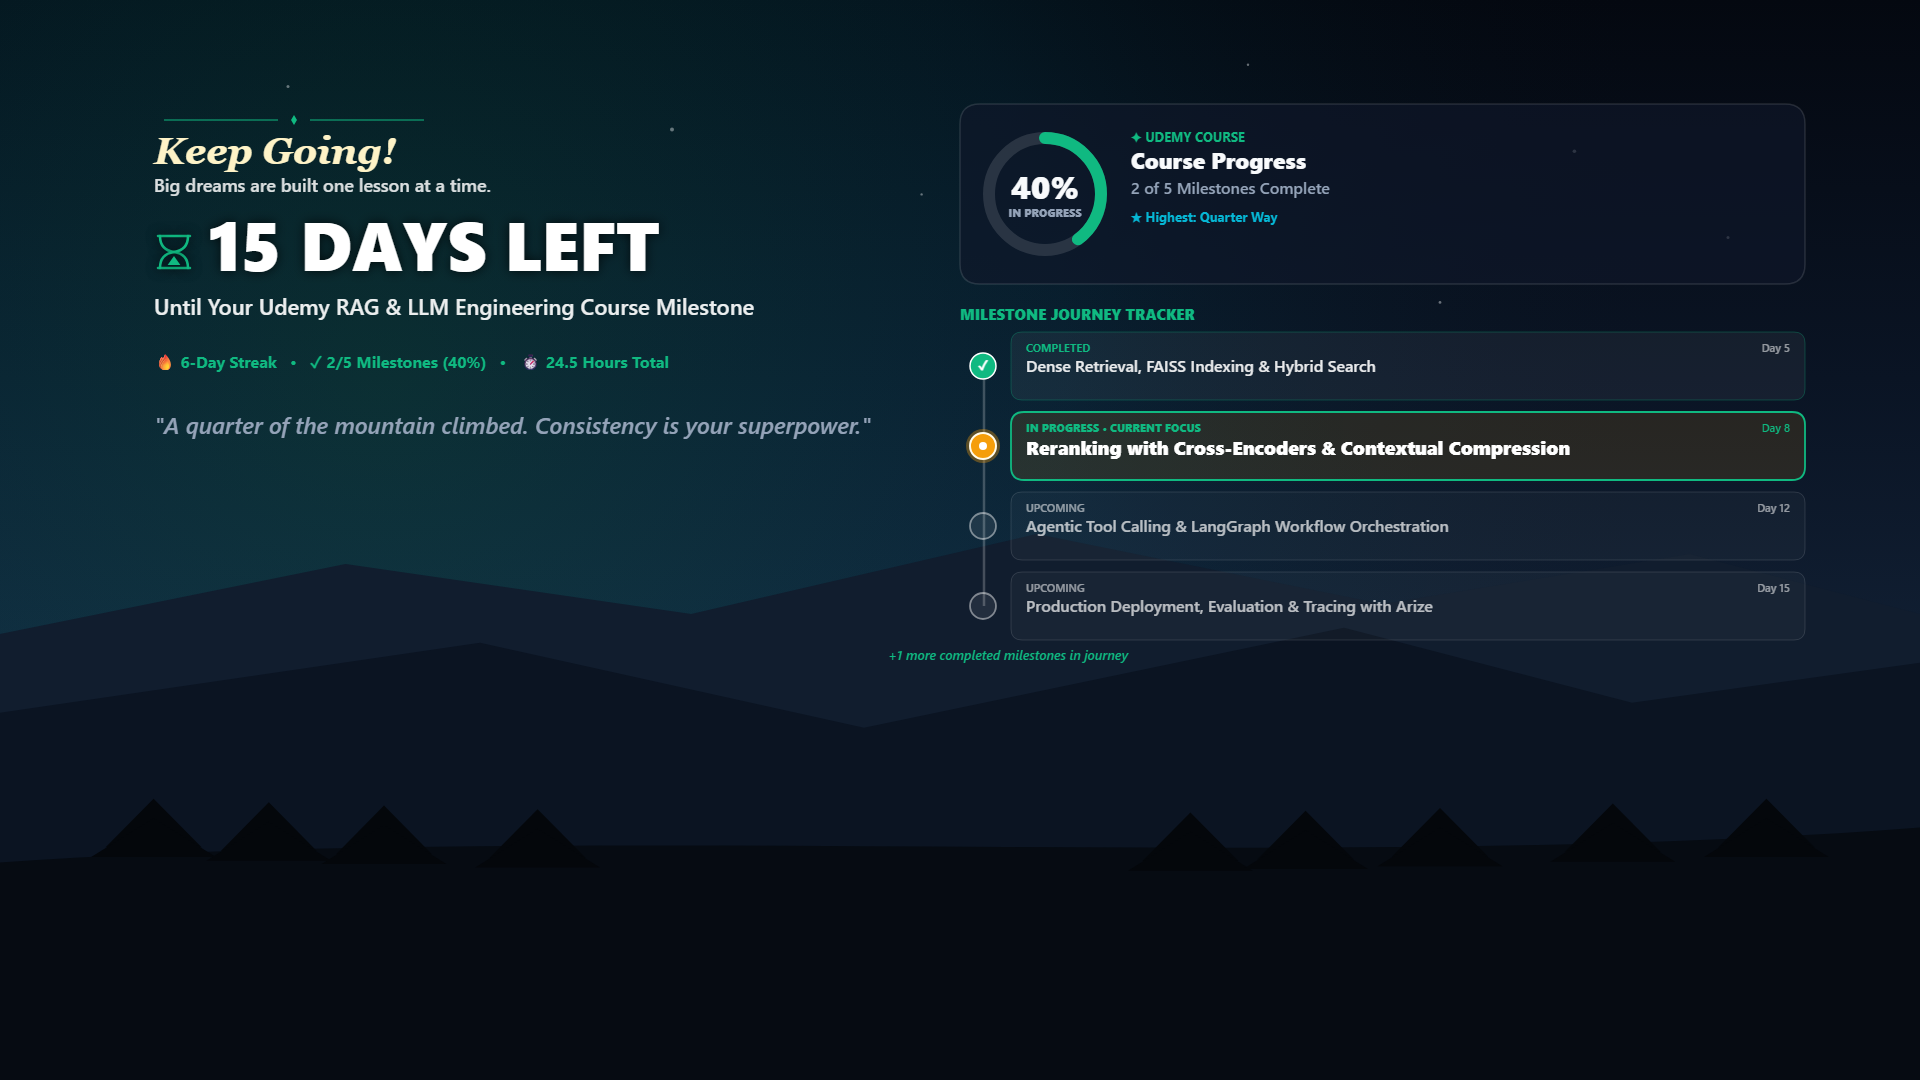 Keep Going!
Big dreams are built one lesson at a time.
15 DAYS LEFT
Until Your Udemy RAG & LLM Engineering Course Milestone
🔥 6-Day Streak • ✓ 2/5 Milestones (40%) • ⏰ 24.5 Hours Total
"A quarter of the mountain climbed. Consistency is your superpower."
40%
IN PROGRESS
✦ UDEMY COURSE
Course Progress
2 of 5 Milestones Complete
★ Highest: Quarter Way
MILESTONE JOURNEY TRACKER
COMPLETED Day 5
Dense Retrieval, FAISS Indexing & Hybrid Search
IN PROGRESS • CURRENT FOCUS Day 8
Reranking with Cross-Encoders & Contextual Compression
UPCOMING Day 12
Agentic Tool Calling & LangGraph Workflow Orchestration
UPCOMING Day 15
Production Deployment, Evaluation & Tracing with Arize
+1 more completed milestones in journey